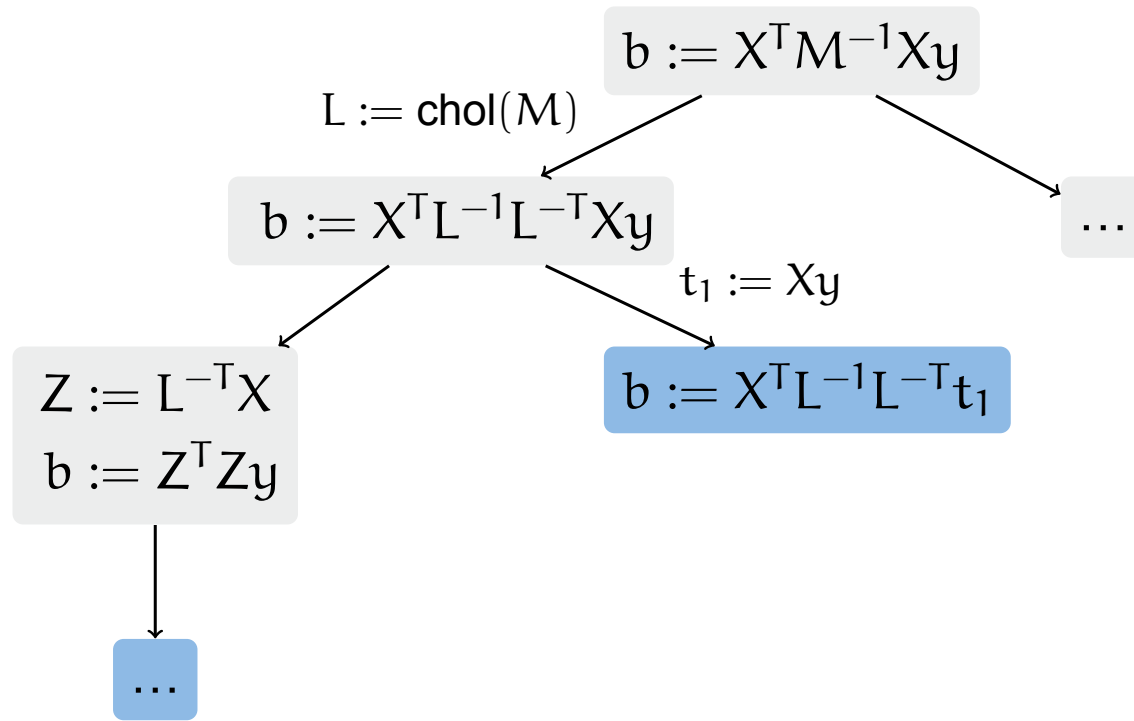 b := XᵀM⁻¹Xy
L := chol(M)
b := XᵀL⁻¹L⁻ᵀXy
...
t₁ := Xy
Z := L⁻ᵀX
b := ZᵀZy
b := XᵀL⁻¹L⁻ᵀt₁
...